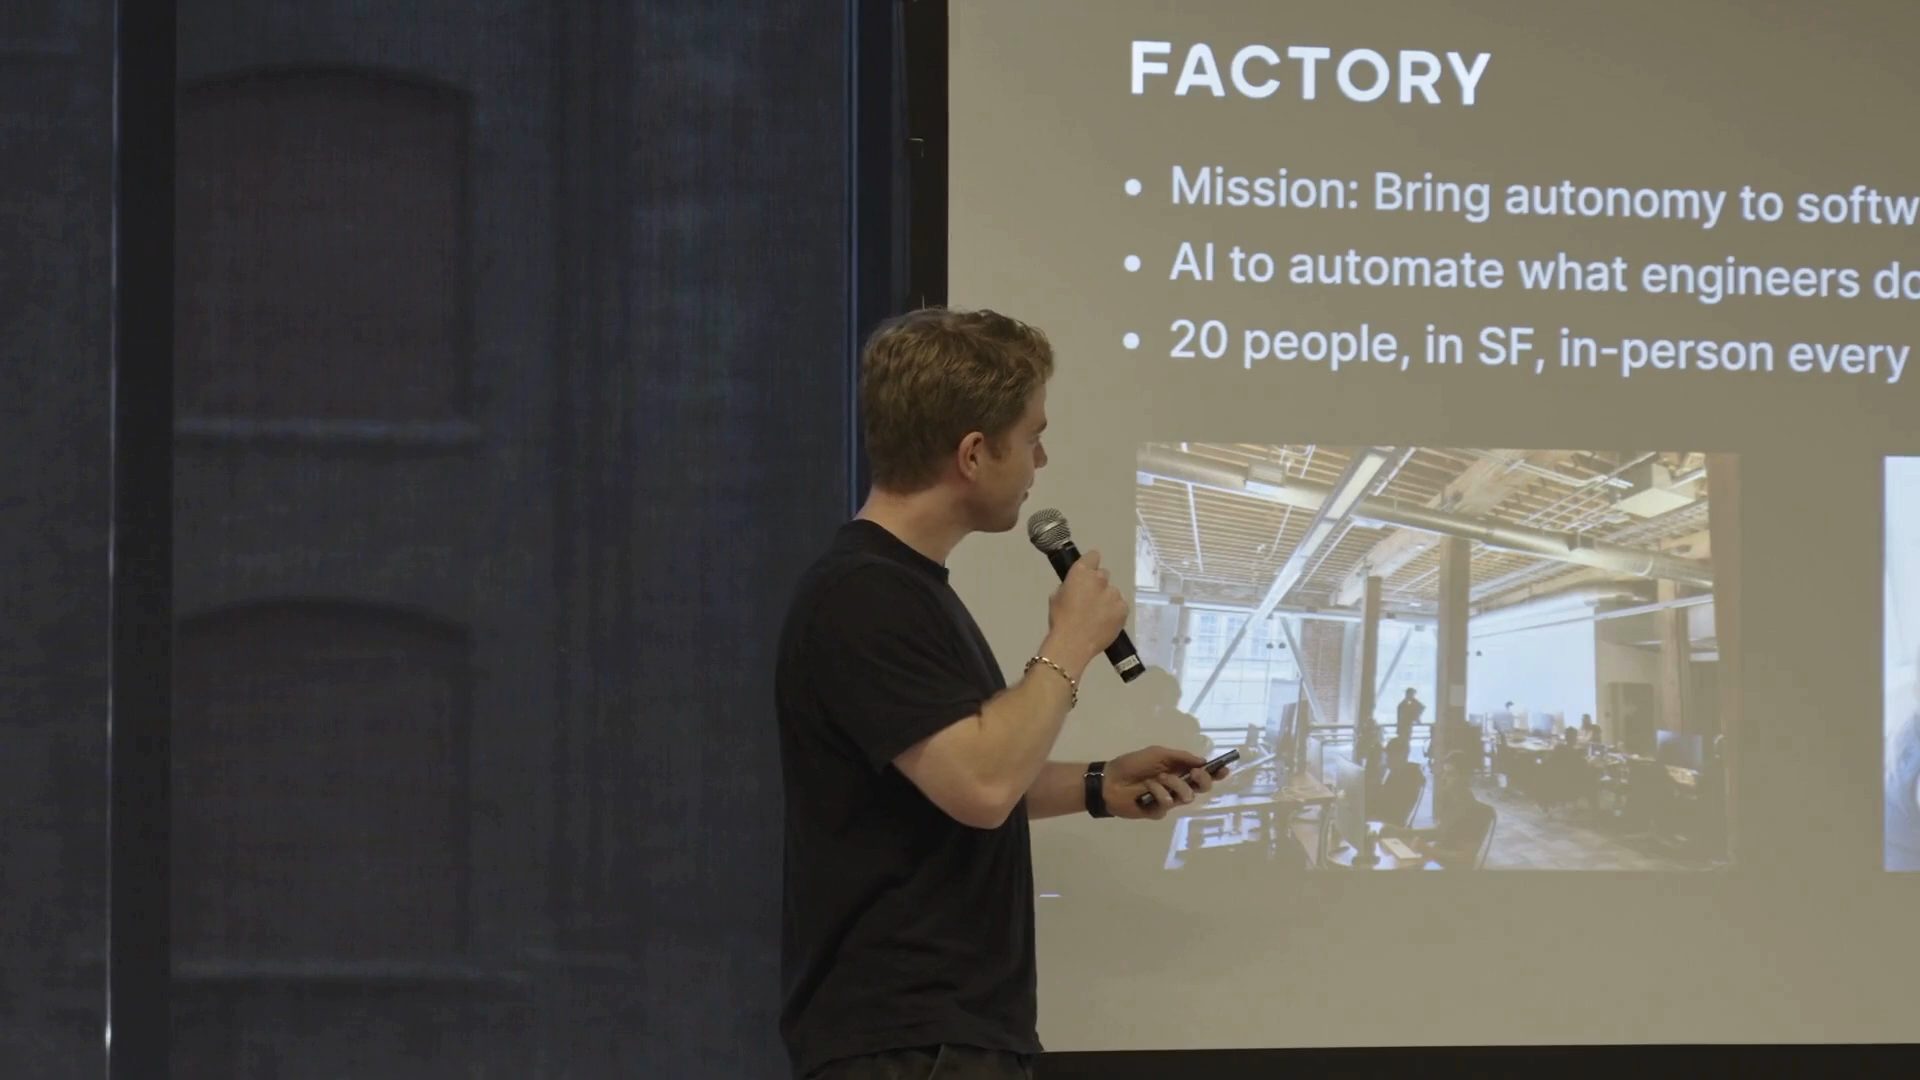 FACTORY
• Mission: Bring autonomy to softw
• AI to automate what engineers do
• 20 people, in SF, in-person every